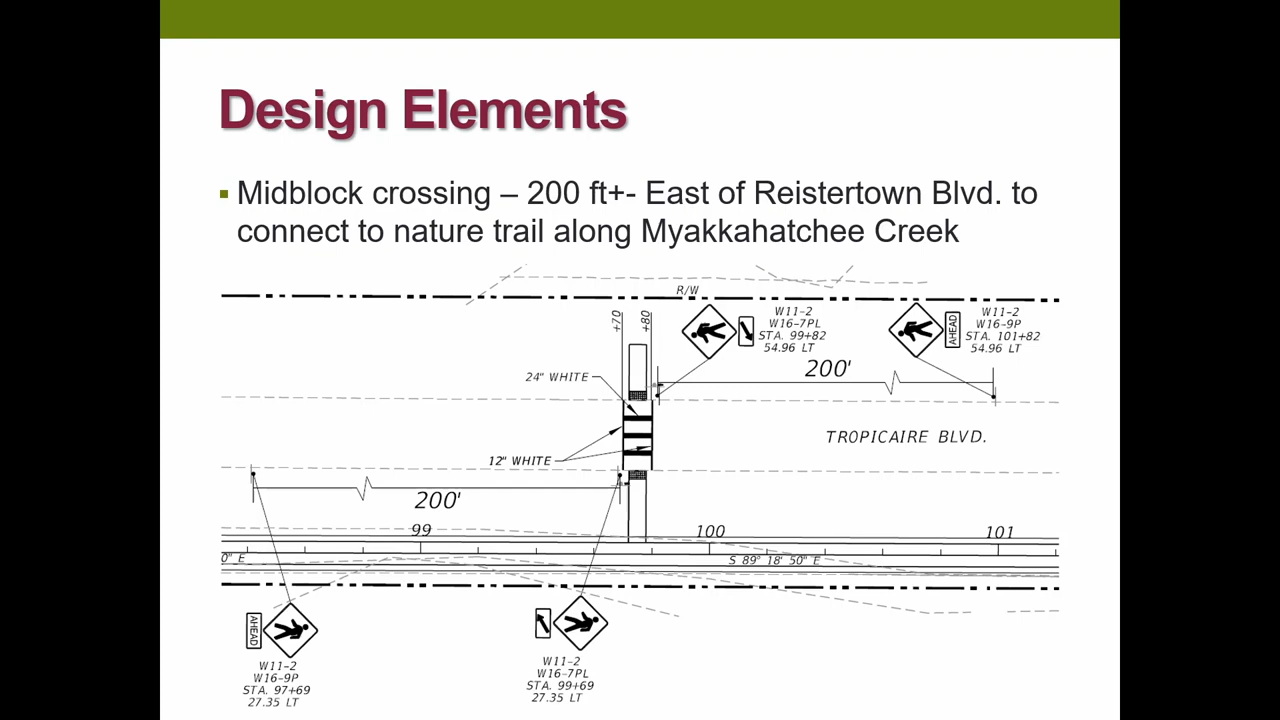 Design Elements
Midblock crossing – 200 ft+- East of Reistertown Blvd. to
connect to nature trail along Myakkahatchee Creek
R/W
+70
+80
W11-2
W16-7PL
STA. 99+82
54.96 LT
AHEAD
W11-2
W16-9P
STA. 101+82
54.96 LT
200'
24" WHITE
TROPICAIRE BLVD.
12" WHITE
200'
99
100
101
0" E
S 89° 18' 50" E
AHEAD
W11-2
W16-9P
STA. 97+69
27.35 LT
W11-2
W16-7PL
STA. 99+69
27.35 LT